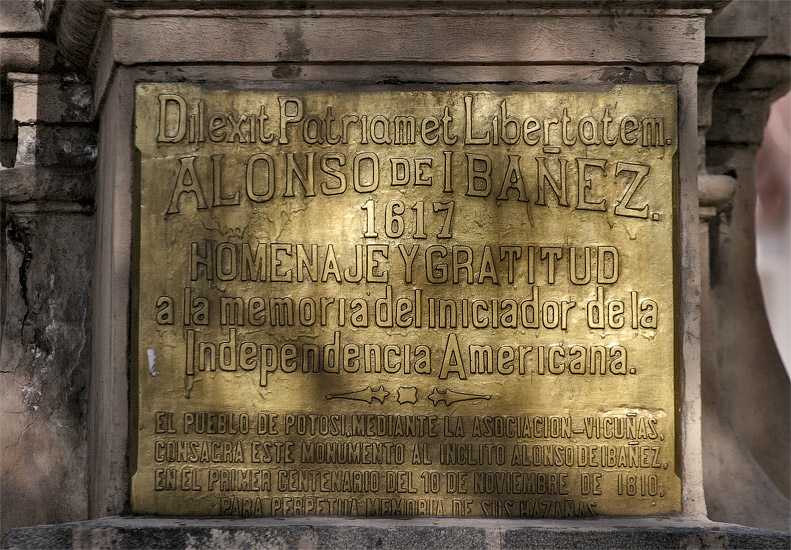 Dilexit Patriam et Libertatem.
ALONSO DE IBAÑEZ.
1617
HOMENAJE Y GRATITUD
a la memoria del iniciador de la
Independencia Americana.
EL PUEBLO DE POTOSI, MEDIANTE LA ASOCIACION-VICUÑAS,
CONSAGRA ESTE MONUMENTO AL INCLITO ALONSO DE IBAÑEZ,
EN EL PRIMER CENTENARIO DEL 10 DE NOVIEMBRE DE 1810,
PARA PERPETUA MEMORIA DE SUS HAZAÑAS